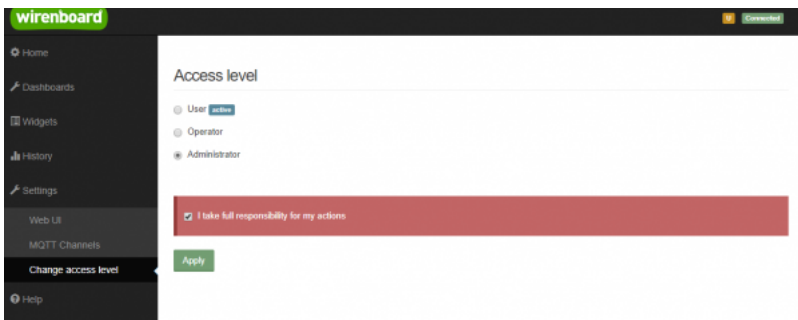 wirenboard
U Connected
Home
Dashboards
Widgets
History
Settings
Web UI
MQTT Channels
Change access level
Help
Access level
User active
Operator
Administrator
I take full responsibility for my actions
Apply